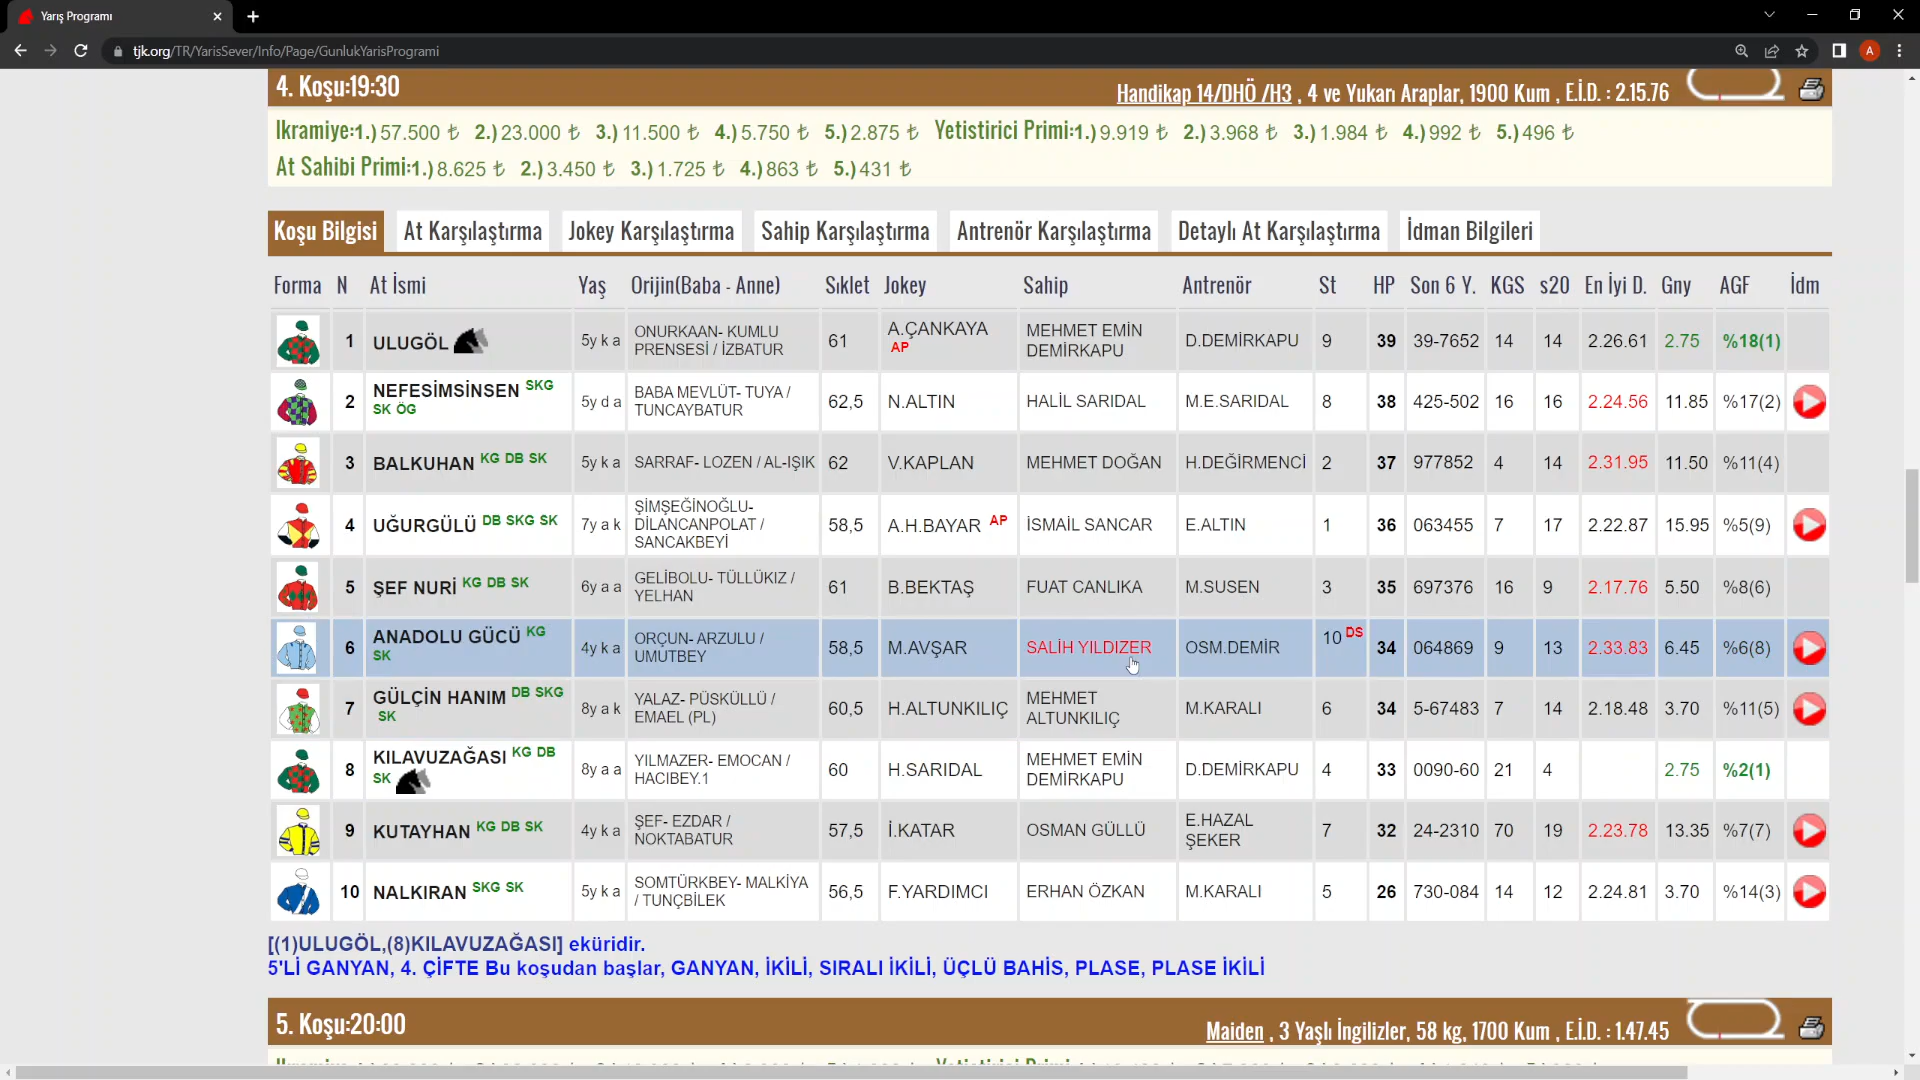 Yarış Programı
tjk.org/TR/YarisSever/Info/Page/GunlukYarisProgrami
A
4. Koşu:19:30
Handikap 14/DHÖ /H3 , 4 ve Yukarı Araplar, 1900 Kum , E.İ.D. : 2.15.76
Ikramiye:1.) 57.500 ₺ 2.) 23.000 ₺ 3.) 11.500 ₺ 4.) 5.750 ₺ 5.) 2.875 ₺ Yetistirici Primi:1.) 9.919 ₺ 2.) 3.968 ₺ 3.) 1.984 ₺ 4.) 992 ₺ 5.) 496 ₺
At Sahibi Primi:1.) 8.625 ₺ 2.) 3.450 ₺ 3.) 1.725 ₺ 4.) 863 ₺ 5.) 431 ₺
Koşu Bilgisi At Karşılaştırma Jokey Karşılaştırma Sahip Karşılaştırma Antrenör Karşılaştırma Detaylı At Karşılaştırma İdman Bilgileri
Forma N At İsmi Yaş Orijin(Baba - Anne) Sıklet Jokey Sahip Antrenör St HP Son 6 Y. KGS s20 En İyi D. Gny AGF İdm
1 ULUGÖL 5y k a ONURKAAN- KUMLU PRENSESİ / İZBATUR 61 A.ÇANKAYA AP MEHMET EMİN DEMİRKAPU D.DEMİRKAPU 9 39 39-7652 14 14 2.26.61 2.75 %18(1)
2 NEFESİMSİNSEN SKG SK ÖG 5y d a BABA MEVLÜT- TUYA / TUNCAYBATUR 62,5 N.ALTIN HALİL SARIDAL M.E.SARIDAL 8 38 425-502 16 16 2.24.56 11.85 %17(2)
3 BALKUHAN KG DB SK 5y k a SARRAF- LOZEN / AL-IŞIK 62 V.KAPLAN MEHMET DOĞAN H.DEĞİRMENCİ 2 37 977852 4 14 2.31.95 11.50 %11(4)
4 UĞURGÜLÜ DB SKG SK 7y a k ŞİMŞEĞİNOĞLU- DİLANCANPOLAT / SANCAKBEYİ 58,5 A.H.BAYAR AP İSMAİL SANCAR E.ALTIN 1 36 063455 7 17 2.22.87 15.95 %5(9)
5 ŞEF NURİ KG DB SK 6y a a GELİBOLU- TÜLLÜKIZ / YELHAN 61 B.BEKTAŞ FUAT CANLIKA M.SUSEN 3 35 697376 16 9 2.17.76 5.50 %8(6)
6 ANADOLU GÜCÜ KG SK 4y k a ORÇUN- ARZULU / UMUTBEY 58,5 M.AVŞAR SALİH YILDIZER OSM.DEMİR 10 DS 34 064869 9 13 2.33.83 6.45 %6(8)
7 GÜLÇİN HANIM DB SKG SK 8y a k YALAZ- PÜSKÜLLÜ / EMAEL (PL) 60,5 H.ALTUNKILIÇ MEHMET ALTUNKILIÇ M.KARALI 6 34 5-67483 7 14 2.18.48 3.70 %11(5)
8 KILAVUZAĞASI KG DB SK 8y a a YILMAZER- EMOCAN / HACIBEY.1 60 H.SARIDAL MEHMET EMİN DEMİRKAPU D.DEMİRKAPU 4 33 0090-60 21 4 2.75 %2(1)
9 KUTAYHAN KG DB SK 4y k a ŞEF- EZDAR / NOKTABATUR 57,5 İ.KATAR OSMAN GÜLLÜ E.HAZAL ŞEKER 7 32 24-2310 70 19 2.23.78 13.35 %7(7)
10 NALKIRAN SKG SK 5y k a SOMTÜRKBEY- MALKİYA / TUNÇBİLEK 56,5 F.YARDIMCI ERHAN ÖZKAN M.KARALI 5 26 730-084 14 12 2.24.81 3.70 %14(3)
[(1)ULUGÖL,(8)KILAVUZAĞASI] eküridir.
5'Lİ GANYAN, 4. ÇİFTE Bu koşudan başlar, GANYAN, İKİLİ, SIRALI İKİLİ, ÜÇLÜ BAHİS, PLASE, PLASE İKİLİ
5. Koşu:20:00
Maiden , 3 Yaşlı İngilizler, 58 kg, 1700 Kum , E.İ.D. : 1.47.45